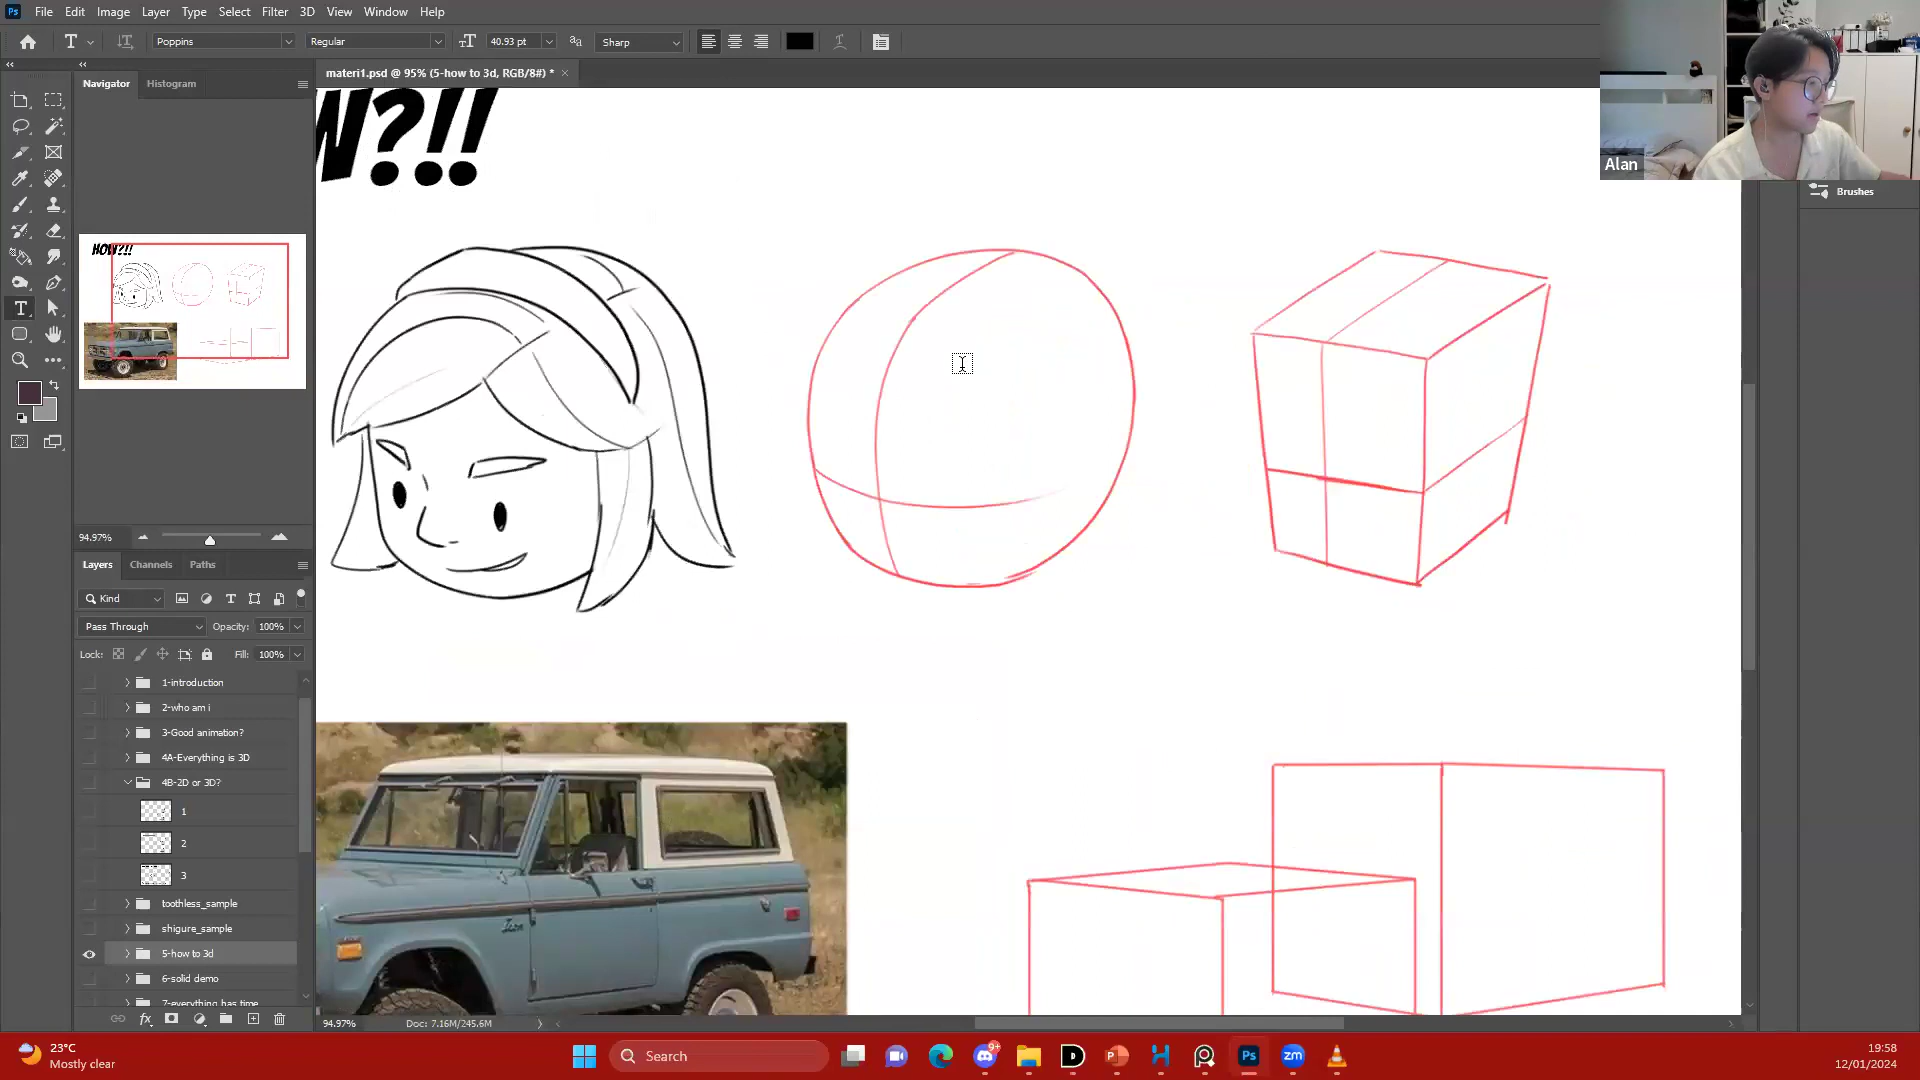 Ps File Edit Image Layer Type Select Filter 3D View Window Help
T Poppins Regular 40.93 pt Sharp
Navigator Histogram
materi1.psd @ 95% (5-how to 3d, RGB/8#) *
W?!!
Alan
Brushes
HOW?!!
94.97%
Layers Channels Paths
Kind
Pass Through Opacity: 100%
Lock: Fill: 100%
1-introduction
2-who am i
3-Good animation?
4A-Everything is 3D
4B-2D or 3D?
1
2
3
toothless_sample
shigure_sample
5-how to 3d
6-solid demo
7-everything has time
fx
94.97% Doc: 7.16M/245.6M
23°C
Mostly clear
Search
9+
D
P
Ps
zm
19:58
12/01/2024